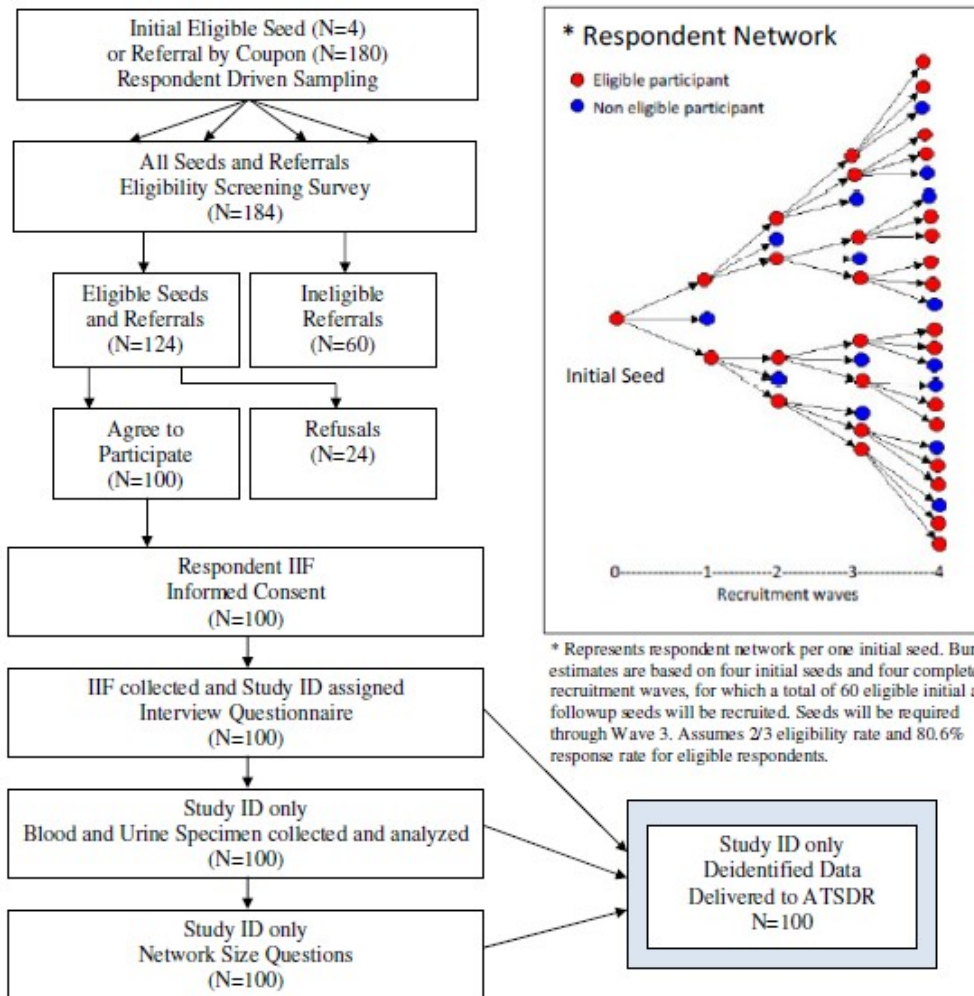 Initial Eligible Seed (N=4)
or Referral by Coupon (N=180)
Respondent Driven Sampling
All Seeds and Referrals
Eligibility Screening Survey
(N=184)
Eligible Seeds
and Referrals
(N=124)
Ineligible
Referrals
(N=60)
Agree to
Participate
(N=100)
Refusals
(N=24)
Respondent IIF
Informed Consent
(N=100)
IIF collected and Study ID assigned
Interview Questionnaire
(N=100)
Study ID only
Blood and Urine Specimen collected and analyzed
(N=100)
Study ID only
Network Size Questions
(N=100)
* Respondent Network
Eligible participant
Non eligible participant
Initial Seed
0-------------------1-----------2-----------3-----------4
Recruitment waves
* Represents respondent network per one initial seed.
estimates are based on four initial seeds and four
recruitment waves, for which a total of 60 eligible initial
followup seeds will be recruited. Seeds will be required
through Wave 3. Assumes 2/3 eligibility rate and 80.6%
response rate for eligible respondents.
Study ID only
Deidentified Data
Delivered to ATSDR
N=100